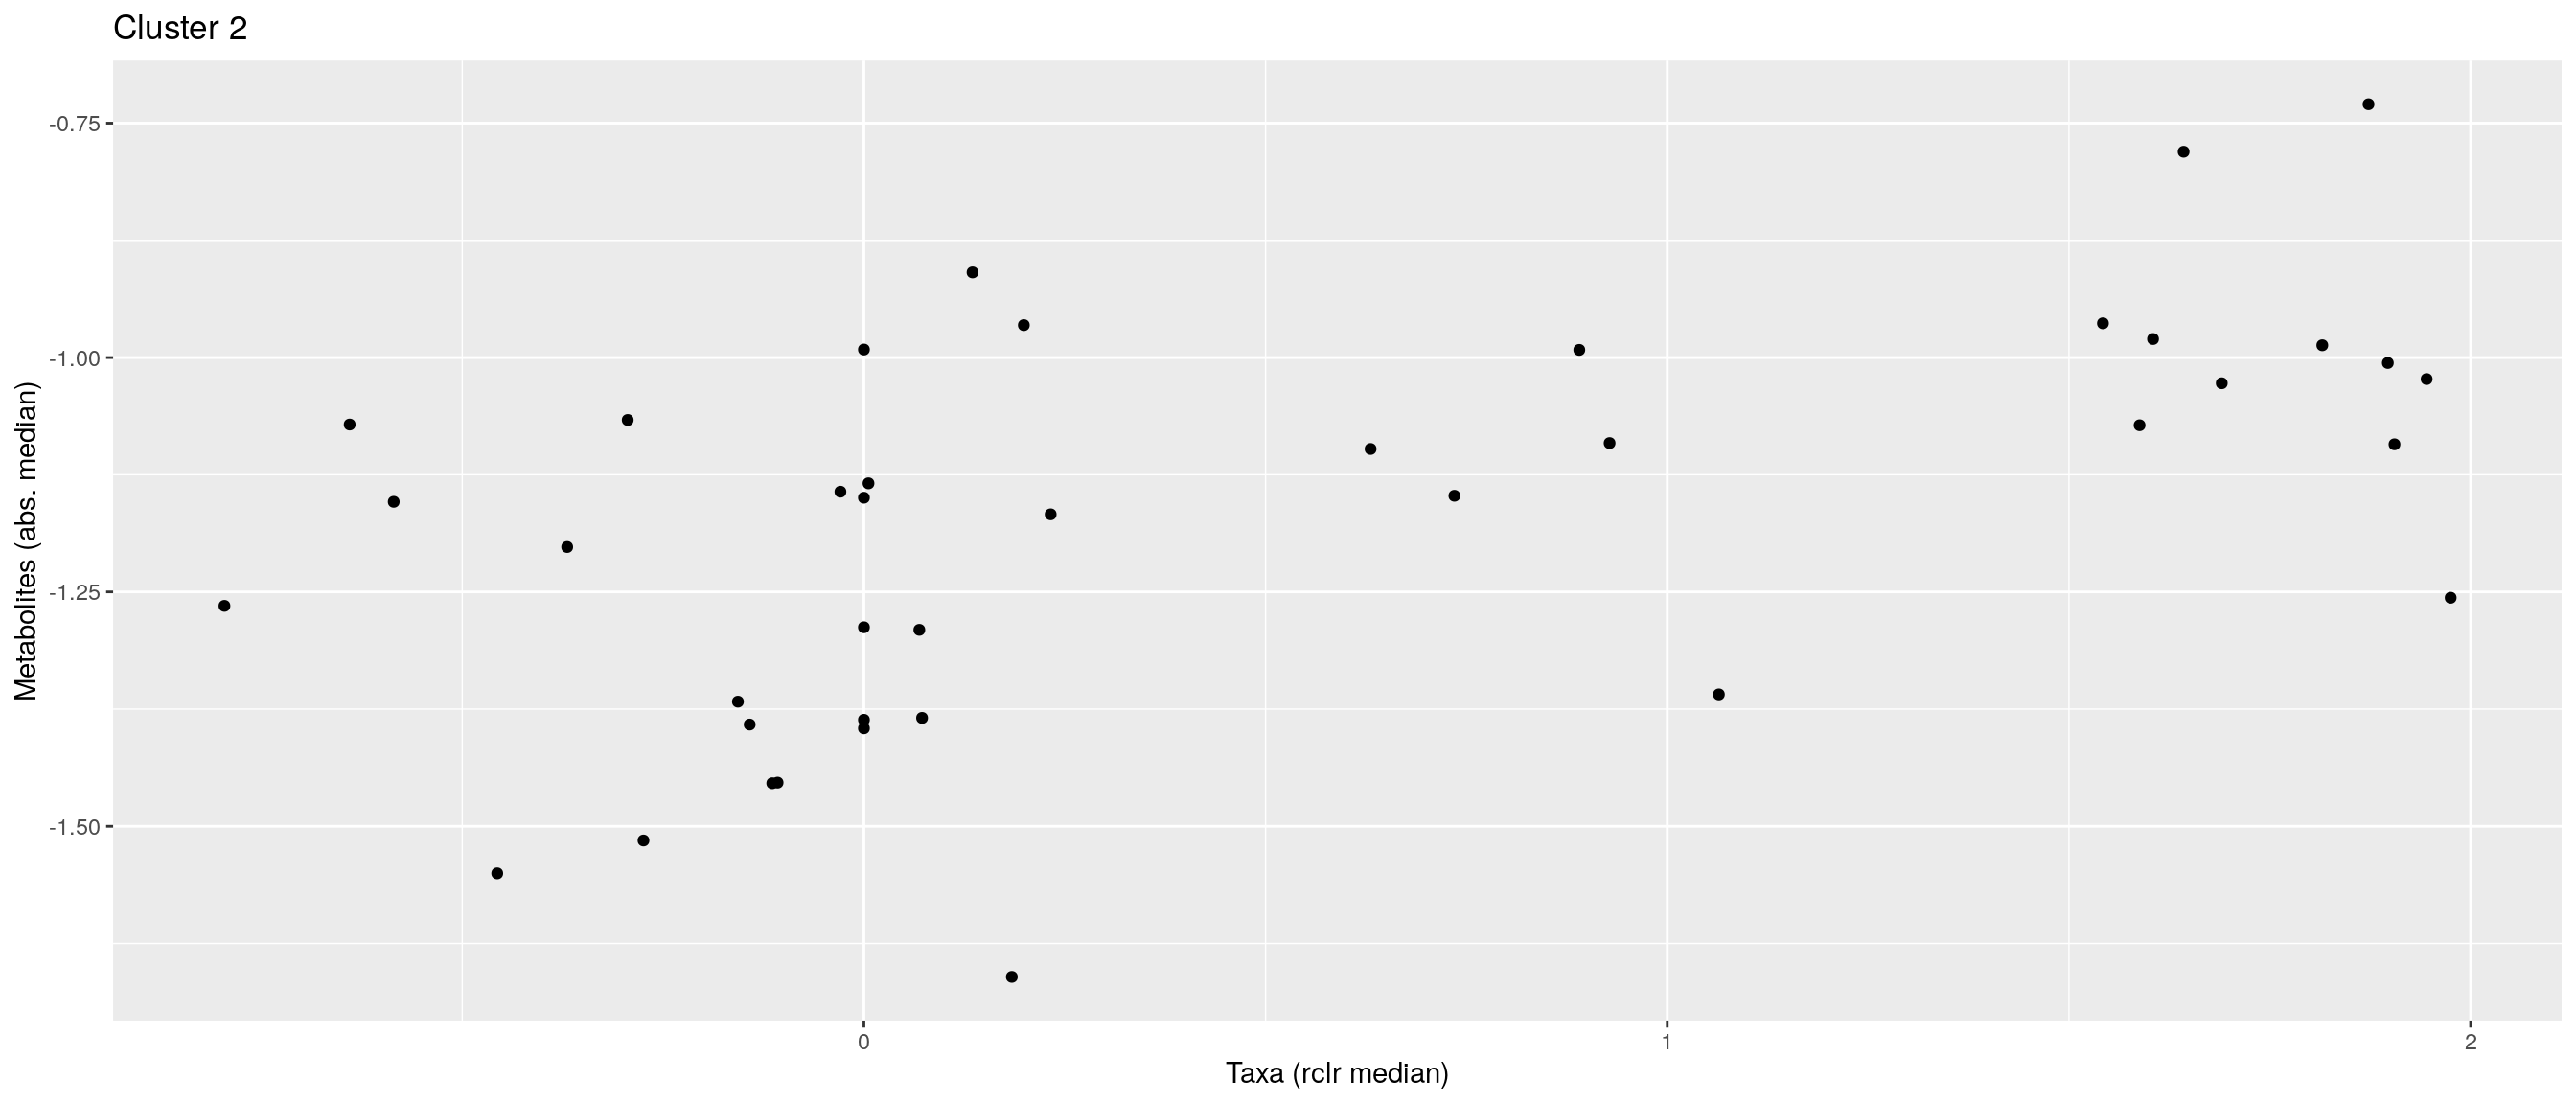 Cluster 2
-0.75
-1.00
-1.25
-1.50
Metabolites (abs. median)
0
1
2
Taxa (rclr median)